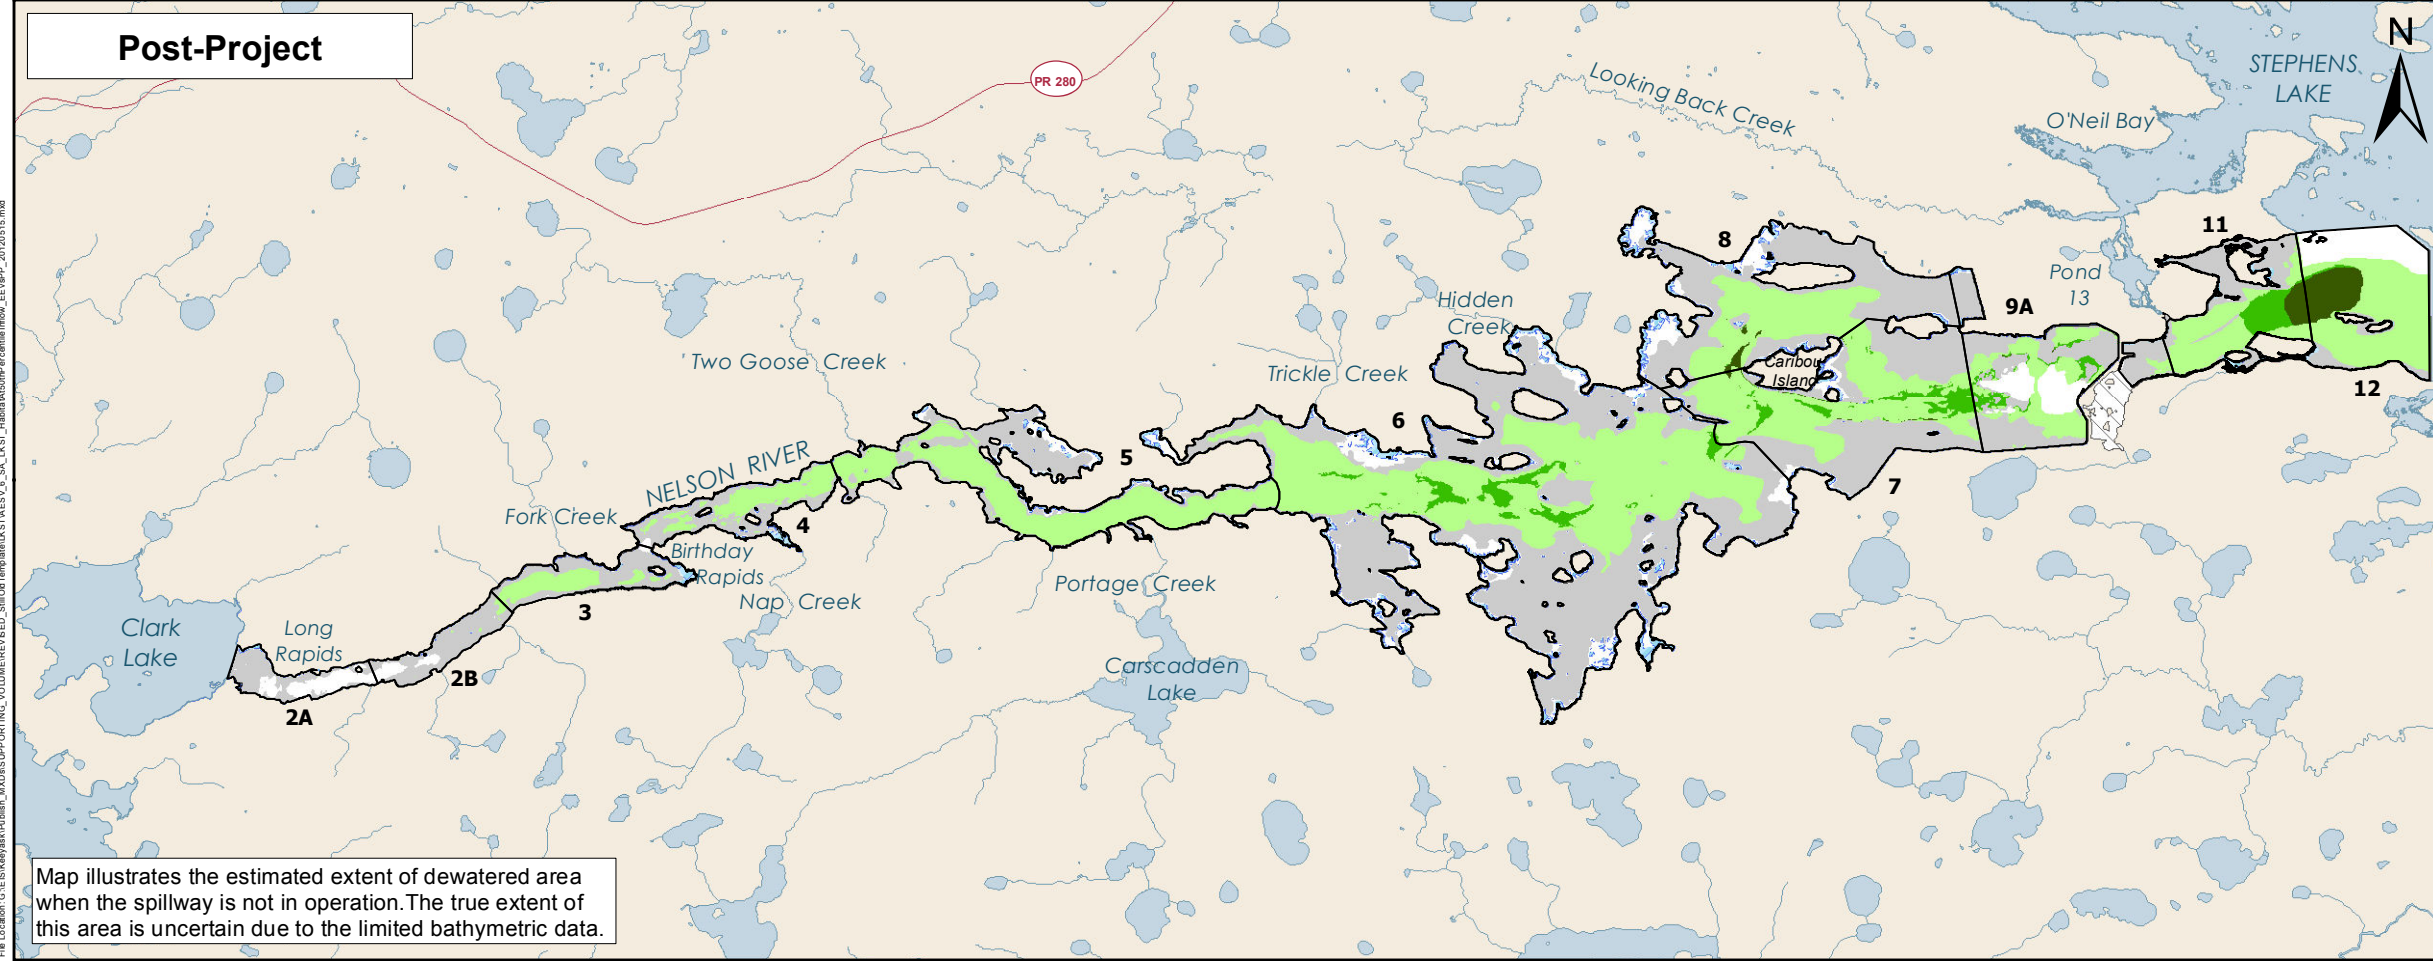 Post-Project
N
PR 280
Looking Back Creek
STEPHENS
LAKE
O'Neil Bay
11
8
Pond
13
9A
Hidden
Creek
Two Goose Creek
Trickle Creek
Caribou
Island
12
6
5
NELSON RIVER
7
Fork Creek
4
Birthday
Rapids
Portage Creek
Nap Creek
3
Clark
Lake
Long
Rapids
2B
Carscadden
Lake
2A
Map illustrates the estimated extent of dewatered area
when the spillway is not in operation.The true extent of
this area is uncertain due to the limited bathymetric data.